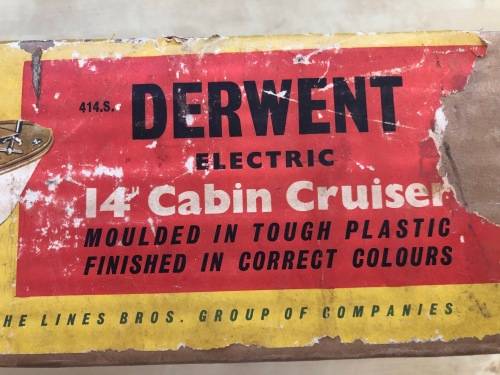 414.S.
DERWENT
ELECTRIC
14 Cabin Cruiser
MOULDED IN TOUGH PLASTIC
FINISHED IN CORRECT COLOURS
HE LINES BROS. GROUP OF COMPANIES